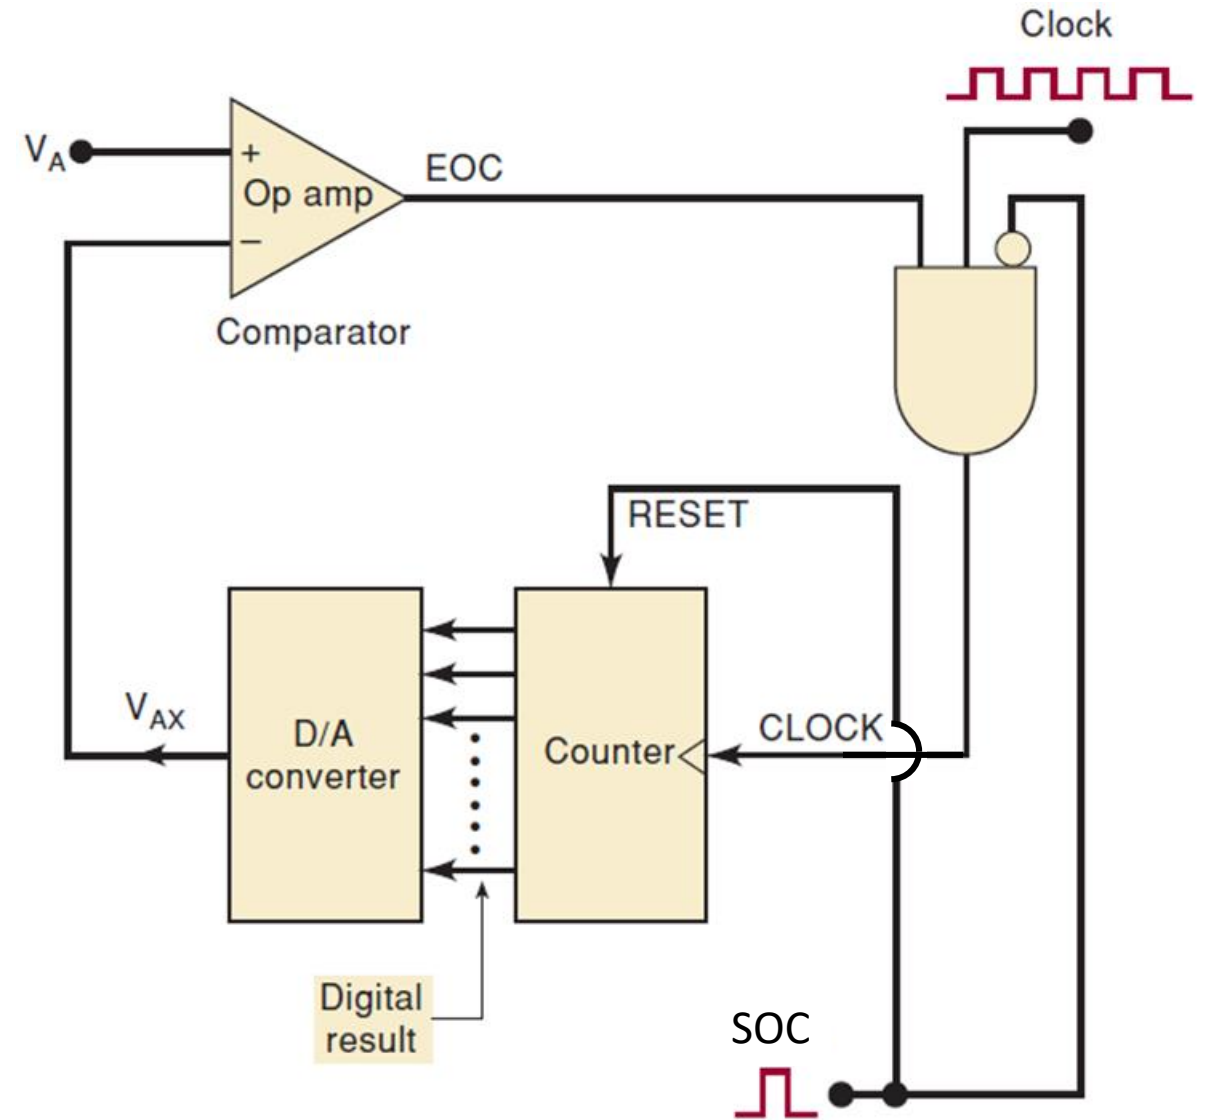 Clock
VA
+
Op amp
−
EOC
Comparator
RESET
VAX
D/A
converter
Counter
CLOCK
Digital
result
SOC